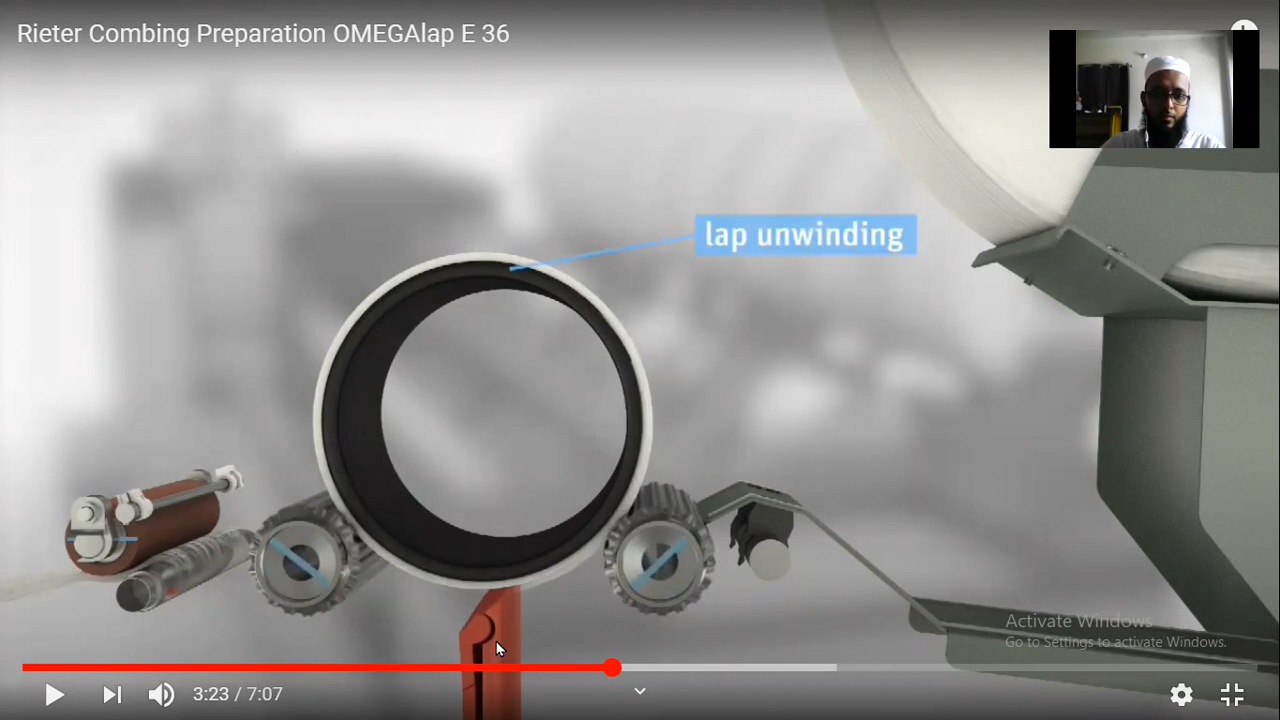 Rieter Combing Preparation OMEGAlap E 36
lap unwinding
Activate Windows
Go to Settings to activate Windows.
3:23 / 7:07